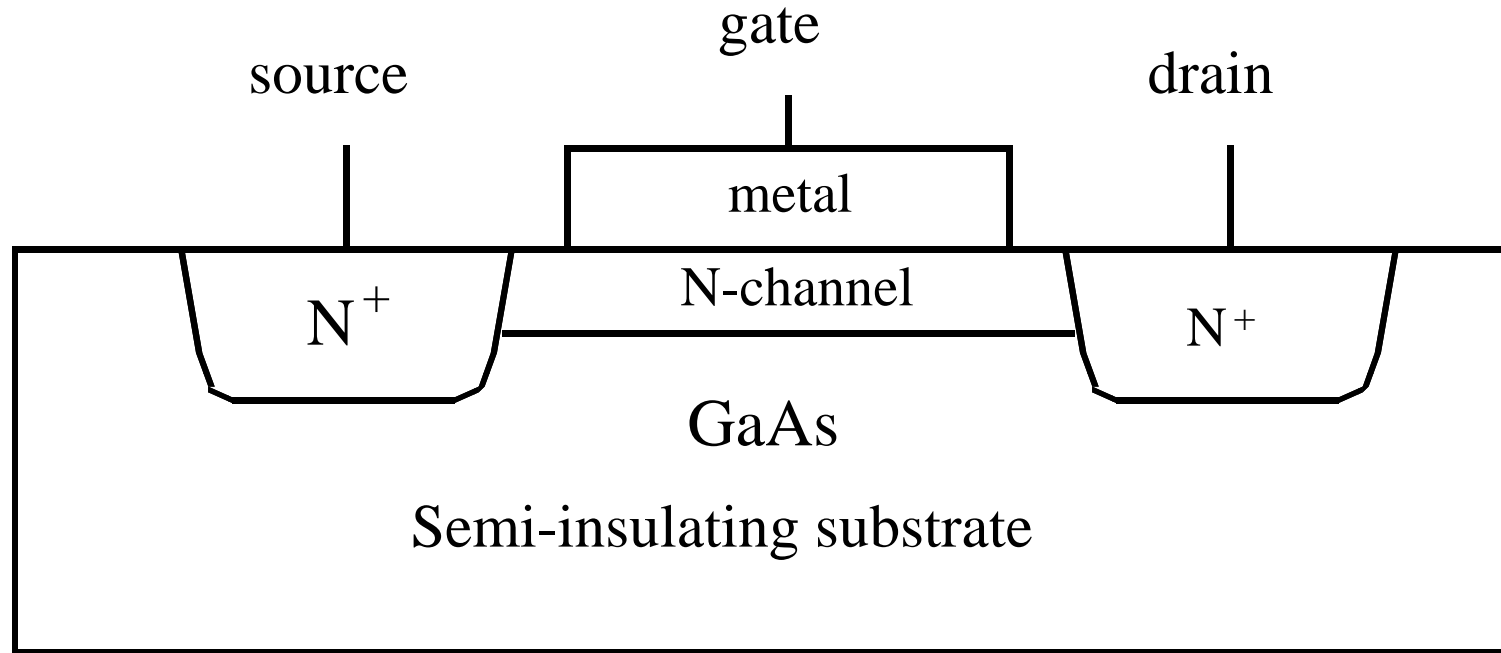 gate
source
drain
metal
N-channel
N+
N+
GaAs
Semi-insulating substrate